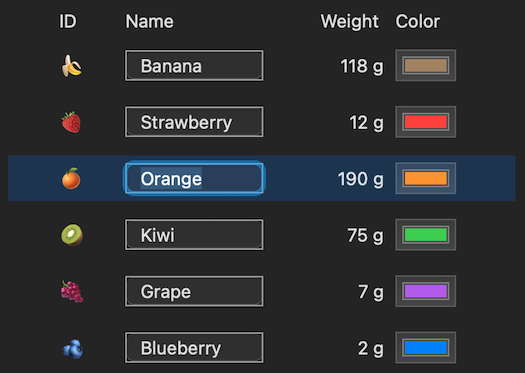 ID Name Weight Color
Banana 118 g
Strawberry 12 g
Orange 190 g
Kiwi 75 g
Grape 7 g
Blueberry 2 g